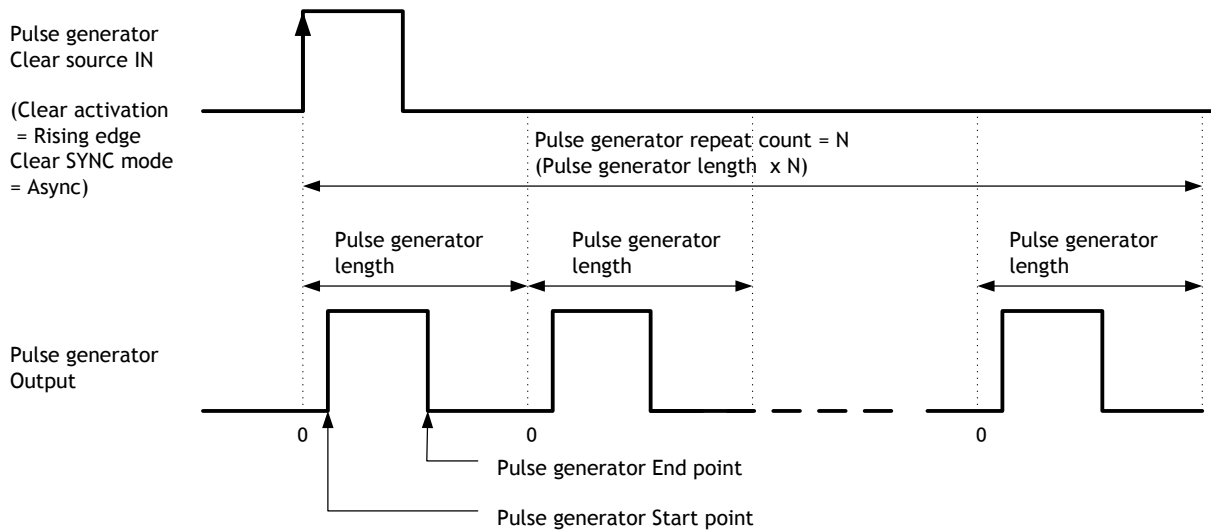 Pulse generator
Clear source IN
(Clear activation
= Rising edge
Clear SYNC mode
= Async)
Pulse generator repeat count = N
(Pulse generator length x N)
Pulse generator
length
Pulse generator
length
Pulse generator
length
Pulse generator
Output
0
0
0
Pulse generator End point
Pulse generator Start point